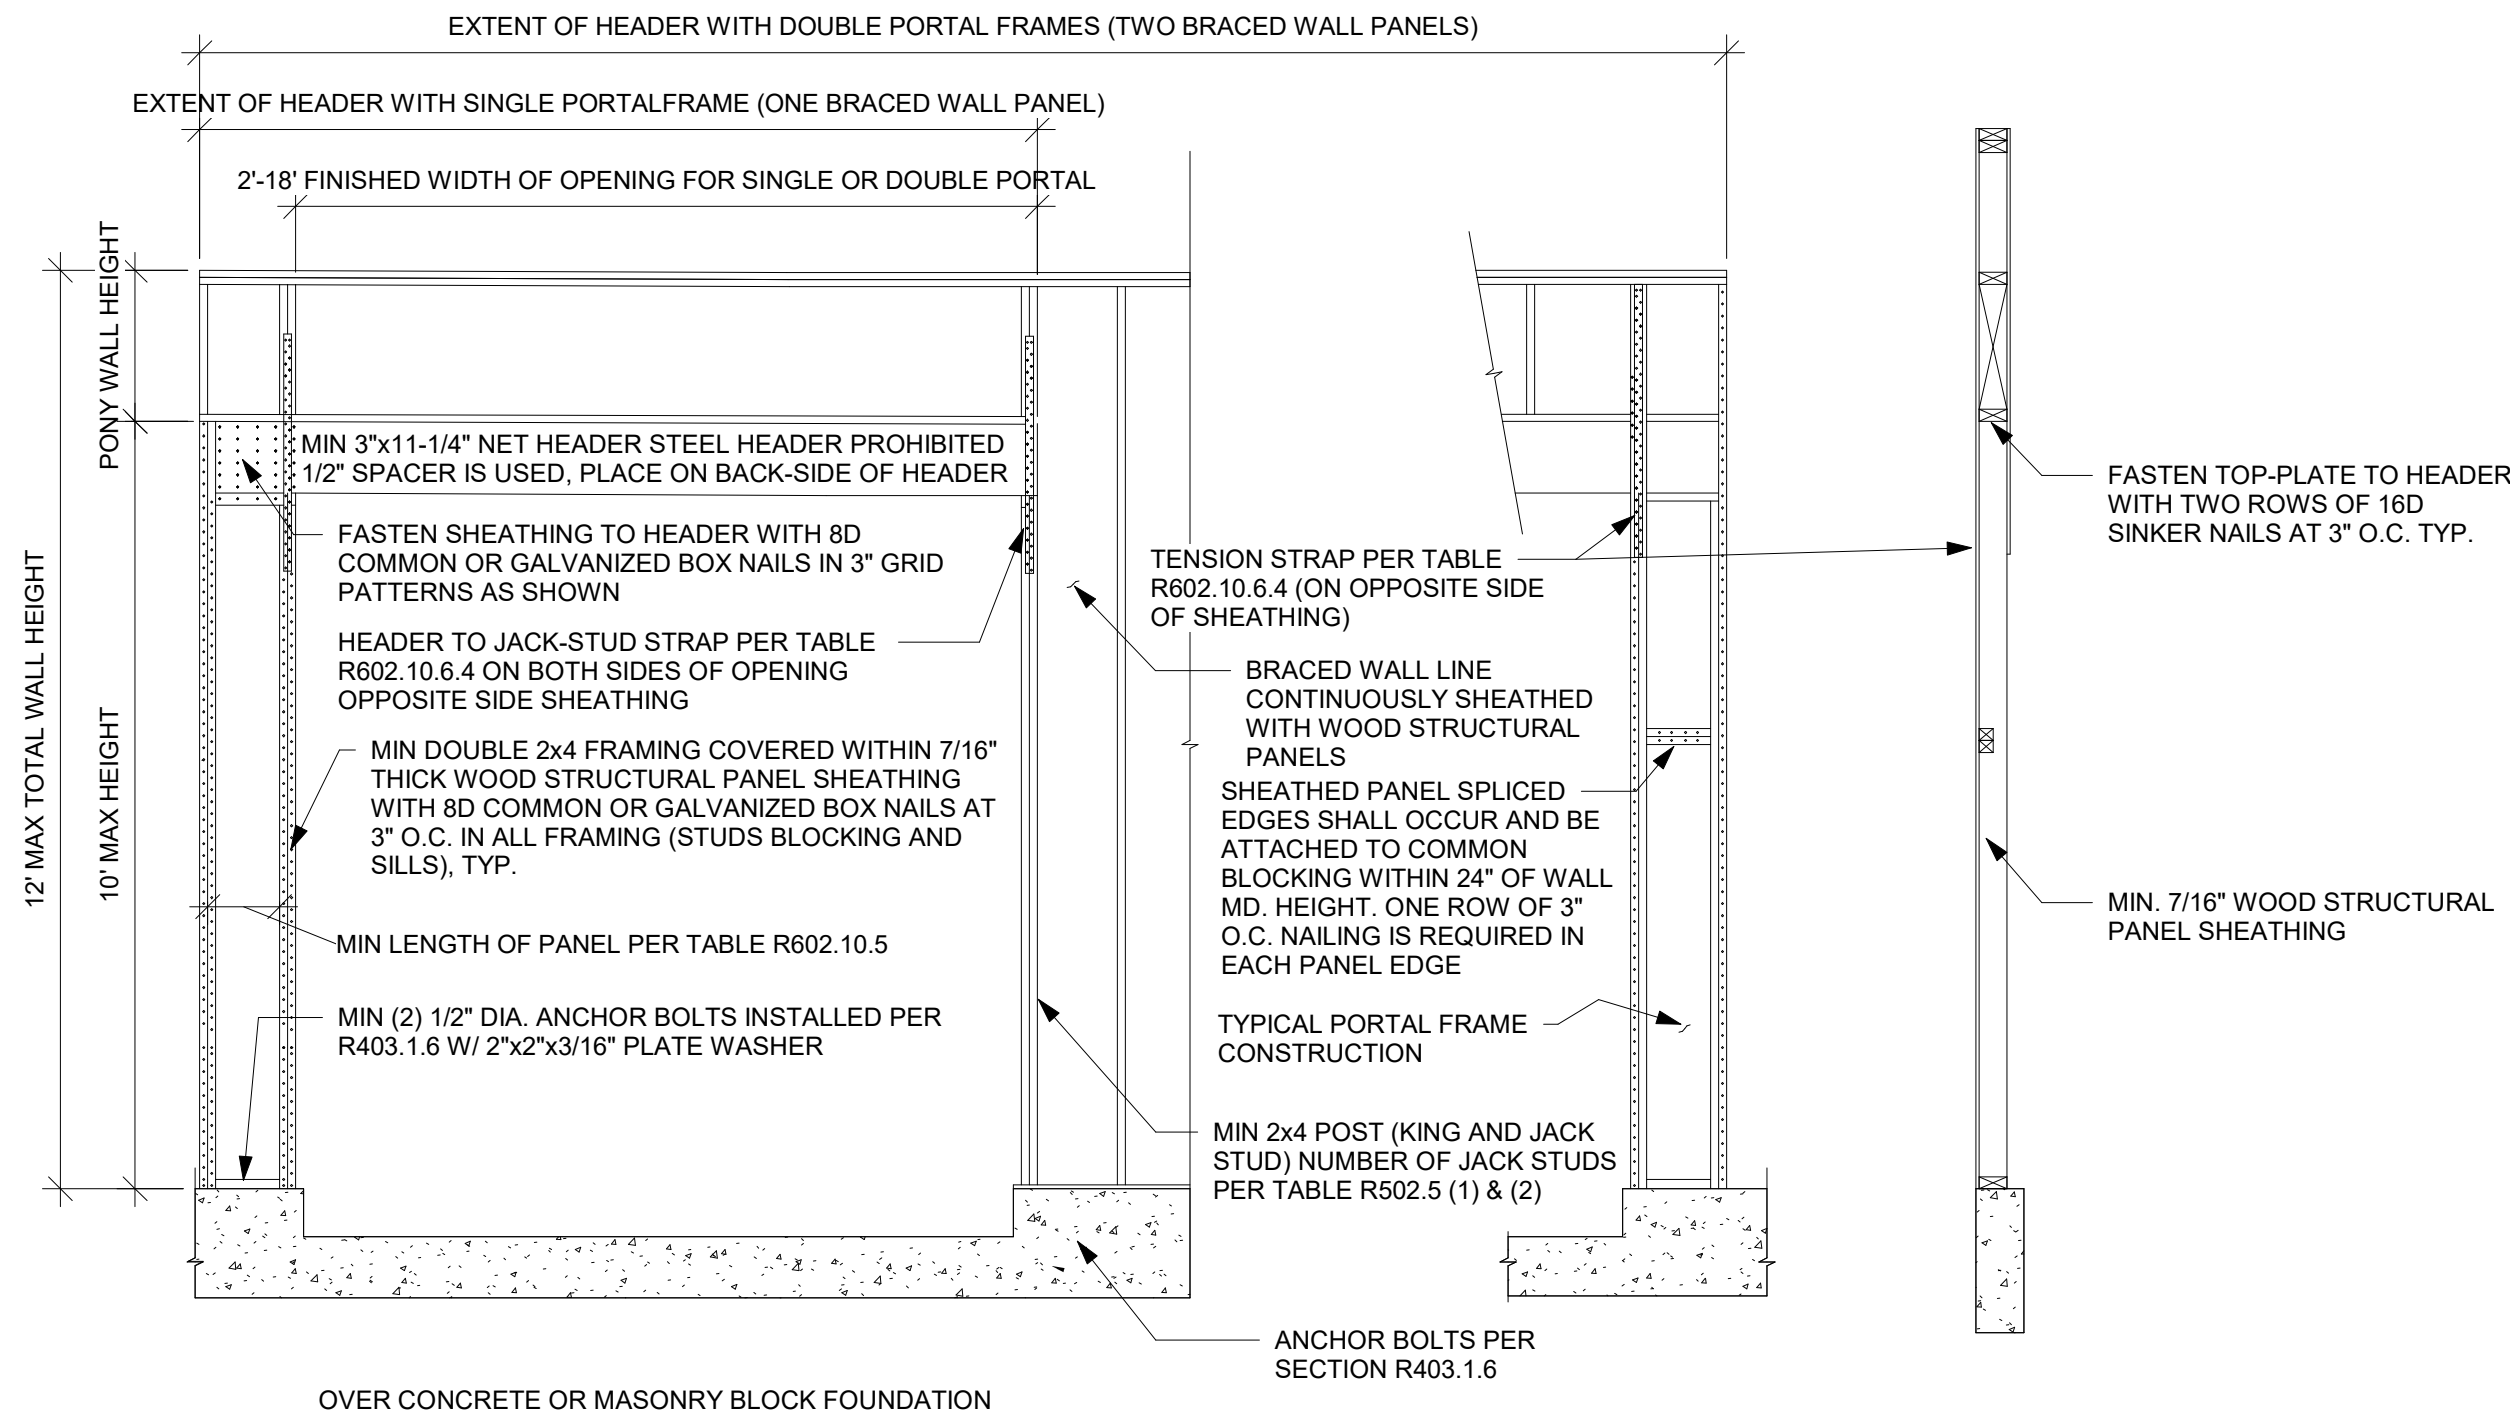 EXTENT OF HEADER WITH DOUBLE PORTAL FRAMES (TWO BRACED WALL PANELS)
EXTENT OF HEADER WITH SINGLE PORTALFRAME (ONE BRACED WALL PANEL)
2'-18' FINISHED WIDTH OF OPENING FOR SINGLE OR DOUBLE PORTAL
PONY WALL HEIGHT
12' MAX TOTAL WALL HEIGHT
10' MAX HEIGHT
MIN 3"x11-1/4" NET HEADER STEEL HEADER PROHIBITED
1/2" SPACER IS USED, PLACE ON BACK-SIDE OF HEADER
FASTEN SHEATHING TO HEADER WITH 8D
COMMON OR GALVANIZED BOX NAILS IN 3" GRID
PATTERNS AS SHOWN
HEADER TO JACK-STUD STRAP PER TABLE
R602.10.6.4 ON BOTH SIDES OF OPENING
OPPOSITE SIDE SHEATHING
MIN DOUBLE 2x4 FRAMING COVERED WITHIN 7/16"
THICK WOOD STRUCTURAL PANEL SHEATHING
WITH 8D COMMON OR GALVANIZED BOX NAILS AT
3" O.C. IN ALL FRAMING (STUDS BLOCKING AND
SILLS), TYP.
MIN LENGTH OF PANEL PER TABLE R602.10.5
MIN (2) 1/2" DIA. ANCHOR BOLTS INSTALLED PER
R403.1.6 W/ 2"x2"x3/16" PLATE WASHER
TENSION STRAP PER TABLE
R602.10.6.4 (ON OPPOSITE SIDE
OF SHEATHING)
BRACED WALL LINE
CONTINUOUSLY SHEATHED
WITH WOOD STRUCTURAL
PANELS
SHEATHED PANEL SPLICED
EDGES SHALL OCCUR AND BE
ATTACHED TO COMMON
BLOCKING WITHIN 24" OF WALL
MD. HEIGHT. ONE ROW OF 3"
O.C. NAILING IS REQUIRED IN
EACH PANEL EDGE
TYPICAL PORTAL FRAME
CONSTRUCTION
MIN 2x4 POST (KING AND JACK
STUD) NUMBER OF JACK STUDS
PER TABLE R502.5 (1) & (2)
ANCHOR BOLTS PER
SECTION R403.1.6
FASTEN TOP-PLATE TO HEADER
WITH TWO ROWS OF 16D
SINKER NAILS AT 3" O.C. TYP.
MIN. 7/16" WOOD STRUCTURAL
PANEL SHEATHING
OVER CONCRETE OR MASONRY BLOCK FOUNDATION